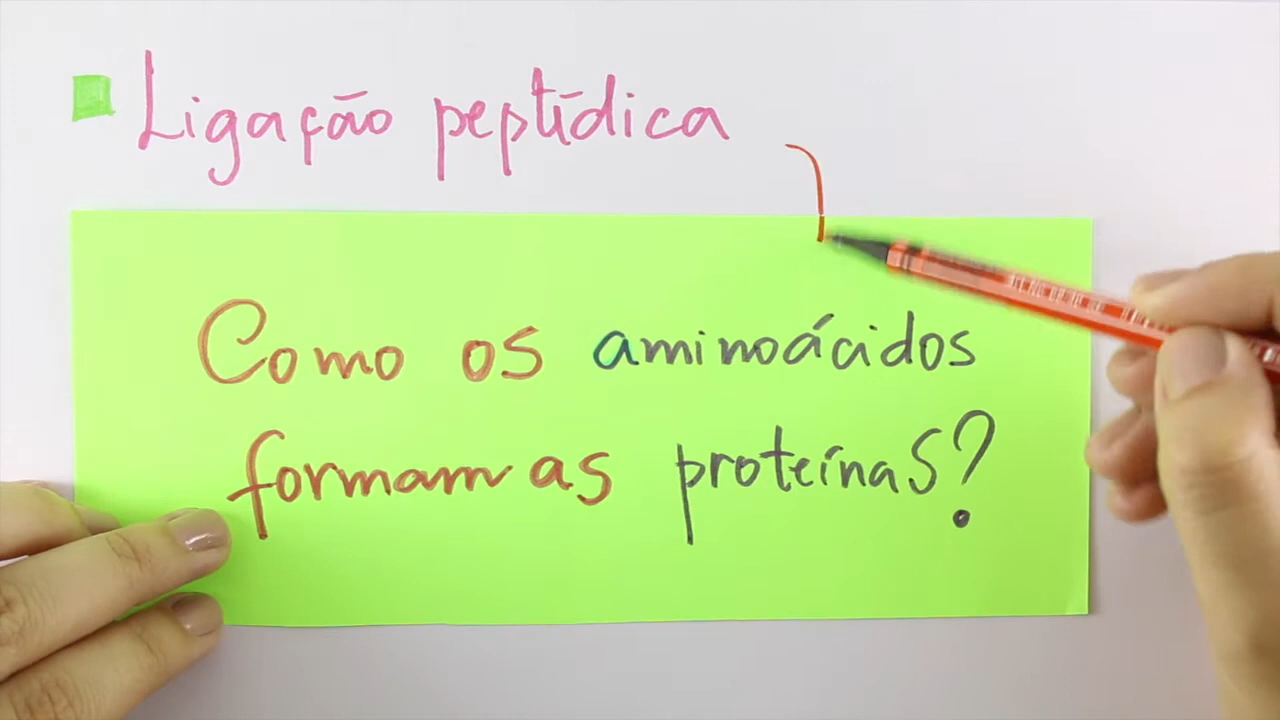 Ligação peptídica
Como os aminoácidos
formam as proteínas?